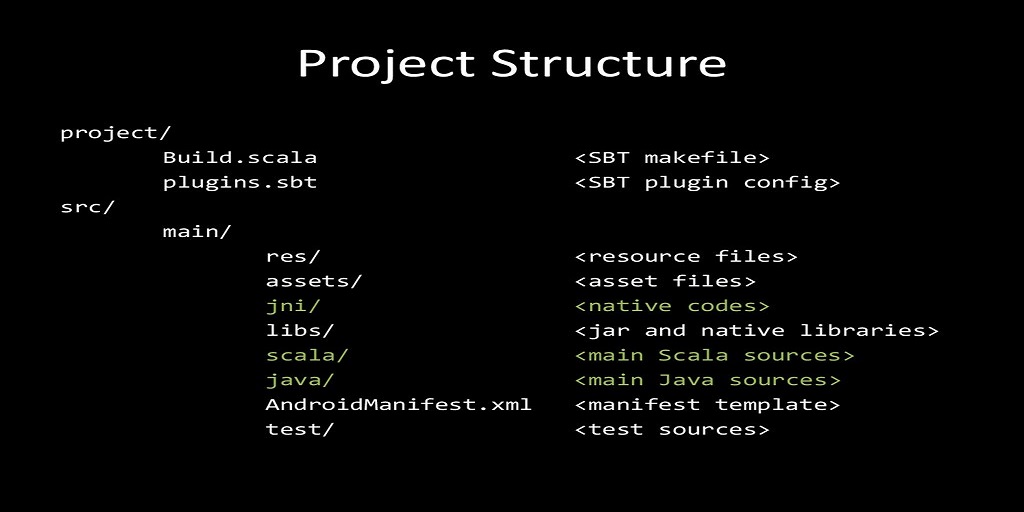 Project Structure
project/
Build.scala <SBT makefile>
plugins.sbt <SBT plugin config>
src/
main/
res/ <resource files>
assets/ <asset files>
jni/ <native codes>
libs/ <jar and native libraries>
scala/ <main Scala sources>
java/ <main Java sources>
AndroidManifest.xml <manifest template>
test/ <test sources>